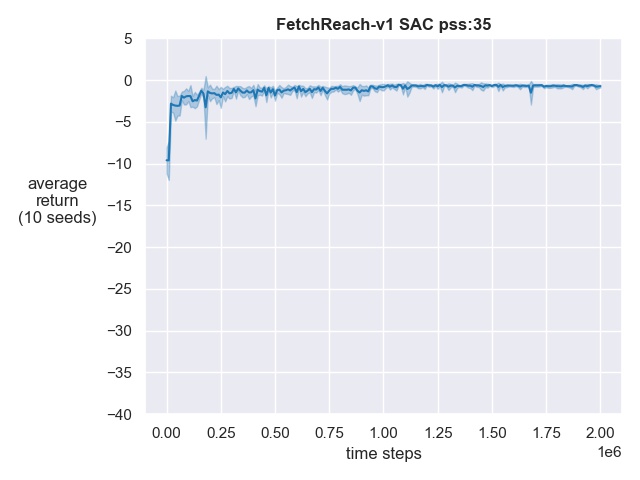 FetchReach-v1 SAC pss:35
5
0
−5
−10
−15
−20
−25
−30
−35
−40
average
return
(10 seeds)
0.00 0.25 0.50 0.75 1.00 1.25 1.50 1.75 2.00
time steps
1e6